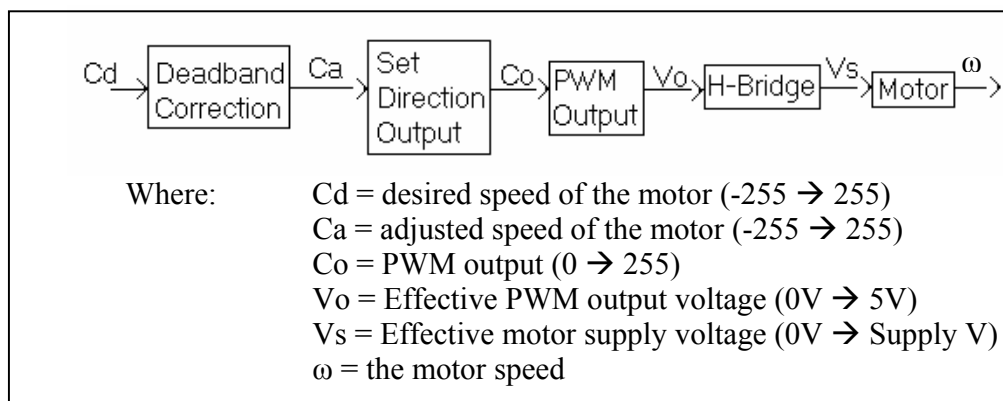 Cd Deadband Correction Ca Set Direction Output Co PWM Output Vo H-Bridge Vs Motor ω
Where: Cd = desired speed of the motor (-255 → 255)
Ca = adjusted speed of the motor (-255 → 255)
Co = PWM output (0 → 255)
Vo = Effective PWM output voltage (0V → 5V)
Vs = Effective motor supply voltage (0V → Supply V)
ω = the motor speed